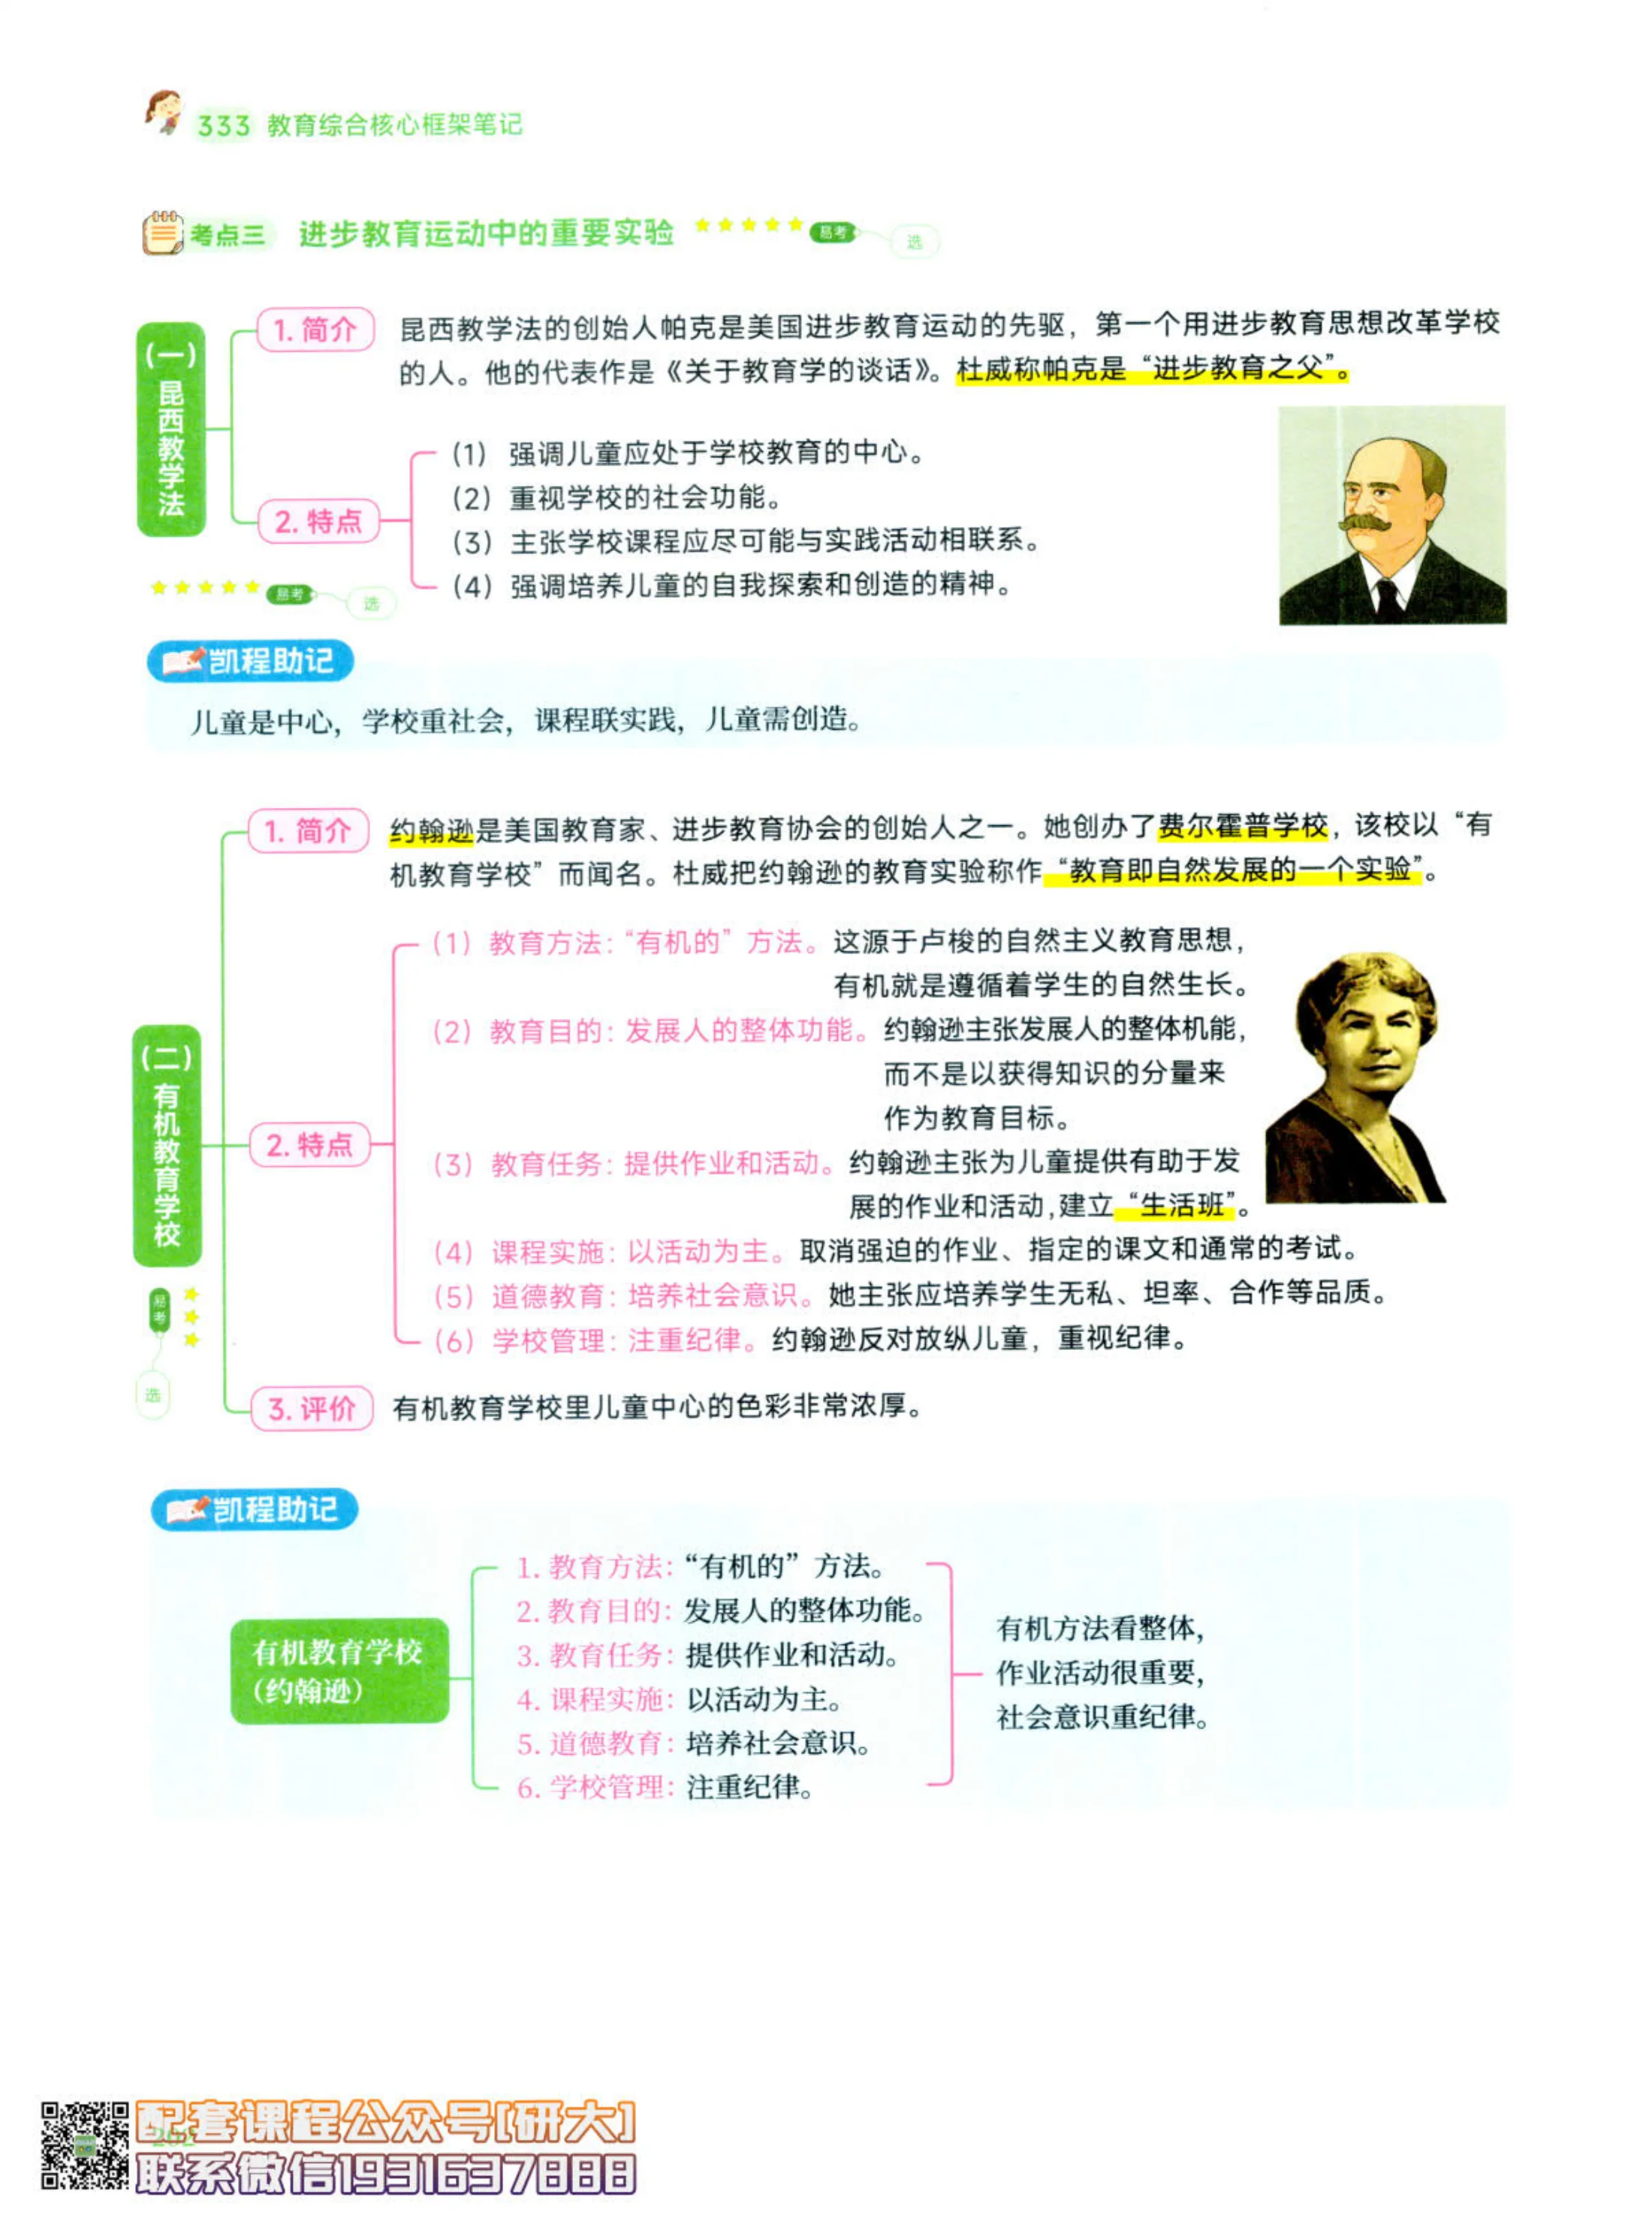 333 教育综合核心框架笔记
考点三 进步教育运动中的重要实验 易考 选
(一)昆西教学法
1. 简介
昆西教学法的创始人帕克是美国进步教育运动的先驱，第一个用进步教育思想改革学校
的人。他的代表作是《关于教育学的谈话》。杜威称帕克是“进步教育之父”。
2. 特点
(1) 强调儿童应处于学校教育的中心。
(2) 重视学校的社会功能。
(3) 主张学校课程应尽可能与实践活动相联系。
(4) 强调培养儿童的自我探索和创造的精神。
易考 选
凯程助记
儿童是中心，学校重社会，课程联实践，儿童需创造。
(二)有机教育学校
易考
选
1. 简介
约翰逊是美国教育家、进步教育协会的创始人之一。她创办了费尔霍普学校，该校以“有
机教育学校”而闻名。杜威把约翰逊的教育实验称作“教育即自然发展的一个实验”。
2. 特点
(1) 教育方法：“有机的”方法。这源于卢梭的自然主义教育思想，
有机就是遵循着学生的自然生长。
(2) 教育目的：发展人的整体功能。约翰逊主张发展人的整体机能，
而不是以获得知识的分量来
作为教育目标。
(3) 教育任务：提供作业和活动。约翰逊主张为儿童提供有助于发
展的作业和活动,建立“生活班”。
(4) 课程实施：以活动为主。取消强迫的作业、指定的课文和通常的考试。
(5) 道德教育：培养社会意识。她主张应培养学生无私、坦率、合作等品质。
(6) 学校管理：注重纪律。约翰逊反对放纵儿童，重视纪律。
3. 评价
有机教育学校里儿童中心的色彩非常浓厚。
凯程助记
有机教育学校
(约翰逊)
1. 教育方法：“有机的”方法。
2. 教育目的：发展人的整体功能。
3. 教育任务：提供作业和活动。
4. 课程实施：以活动为主。
5. 道德教育：培养社会意识。
6. 学校管理：注重纪律。
有机方法看整体，
作业活动很重要，
社会意识重纪律。
配套课程公众号[研大]
202
联系微信1931637888